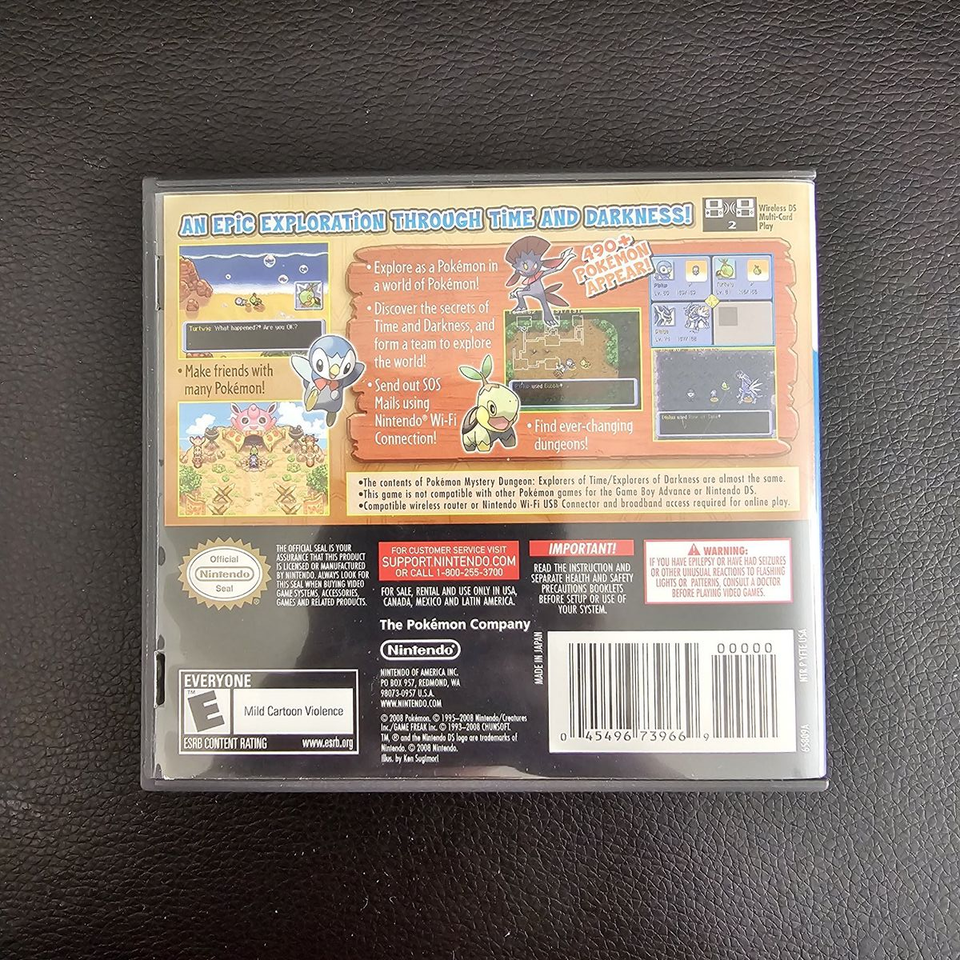 AN EPIC EXPLORATION THROUGH TIME AND DARKNESS!
2
Wireless DS
Multi-Card
Play
Turtwig: What happened?! Are you OK?
• Make friends with
many Pokémon!
• Explore as a Pokémon in
a world of Pokémon!
• Discover the secrets of
Time and Darkness, and
form a team to explore
the world!
• Send out SOS
Mails using
Nintendo® Wi-Fi
Connection!
490+
POKÉMON
APPEAR!
• Find ever-changing
dungeons!
•The contents of Pokémon Mystery Dungeon: Explorers of Time/Explorers of Darkness are almost the same.
•This game is not compatible with other Pokémon games for the Game Boy Advance or Nintendo DS.
•Compatible wireless router or Nintendo Wi-Fi USB Connector and broadband access required for online play.
Official
Nintendo
Seal
THE OFFICIAL SEAL IS YOUR
ASSURANCE THAT THIS PRODUCT
IS LICENSED OR MANUFACTURED
BY NINTENDO. ALWAYS LOOK FOR
THIS SEAL WHEN BUYING VIDEO
GAME SYSTEMS, ACCESSORIES,
GAMES AND RELATED PRODUCTS.
FOR CUSTOMER SERVICE VISIT
SUPPORT.NINTENDO.COM
OR CALL 1-800-255-3700
FOR SALE, RENTAL AND USE ONLY IN USA,
CANADA, MEXICO AND LATIN AMERICA.
IMPORTANT!
READ THE INSTRUCTION AND
SEPARATE HEALTH AND SAFETY
PRECAUTIONS BOOKLETS
BEFORE SETUP OR USE OF
YOUR SYSTEM.
WARNING:
IF YOU HAVE EPILEPSY OR HAVE HAD SEIZURES
OR OTHER UNUSUAL REACTIONS TO FLASHING
LIGHTS OR PATTERNS, CONSULT A DOCTOR
BEFORE PLAYING VIDEO GAMES.
The Pokémon Company
Nintendo®
NINTENDO OF AMERICA INC.
PO BOX 957, REDMOND, WA
98073-0957 U.S.A.
WWW.NINTENDO.COM
© 2008 Pokémon. © 1995–2008 Nintendo/Creatures
Inc./GAME FREAK inc. © 1993–2008 CHUNSOFT.
TM, ® and the Nintendo DS logo are trademarks of
Nintendo. © 2008 Nintendo.
Illus. by Ken Sugimori
EVERYONE
E
Mild Cartoon Violence
ESRB CONTENT RATING www.esrb.org
MADE IN JAPAN
00000
0 45496 73966 9
NTR P YFTE USA
65009A